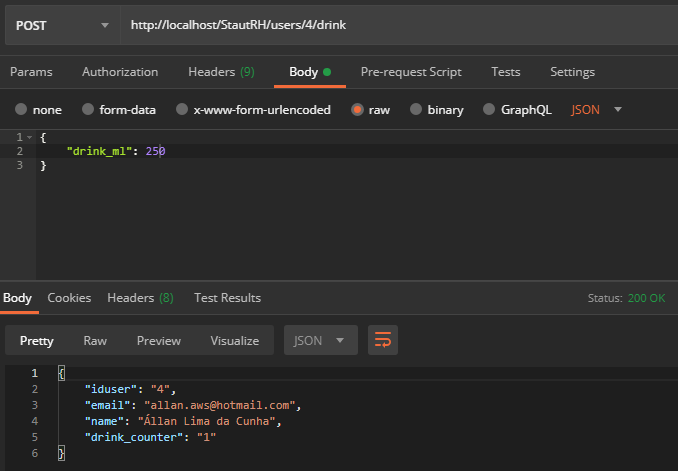 POST http://localhost/StautRH/users/4/drink
Params Authorization Headers (9) Body Pre-request Script Tests Settings
none form-data x-www-form-urlencoded raw binary GraphQL JSON
1 {
2 "drink_ml": 250
3 }
Body Cookies Headers (8) Test Results Status: 200 OK
Pretty Raw Preview Visualize JSON
1 {
2 "iduser": "4",
3 "email": "allan.aws@hotmail.com",
4 "name": "Állan Lima da Cunha",
5 "drink_counter": "1"
6 }